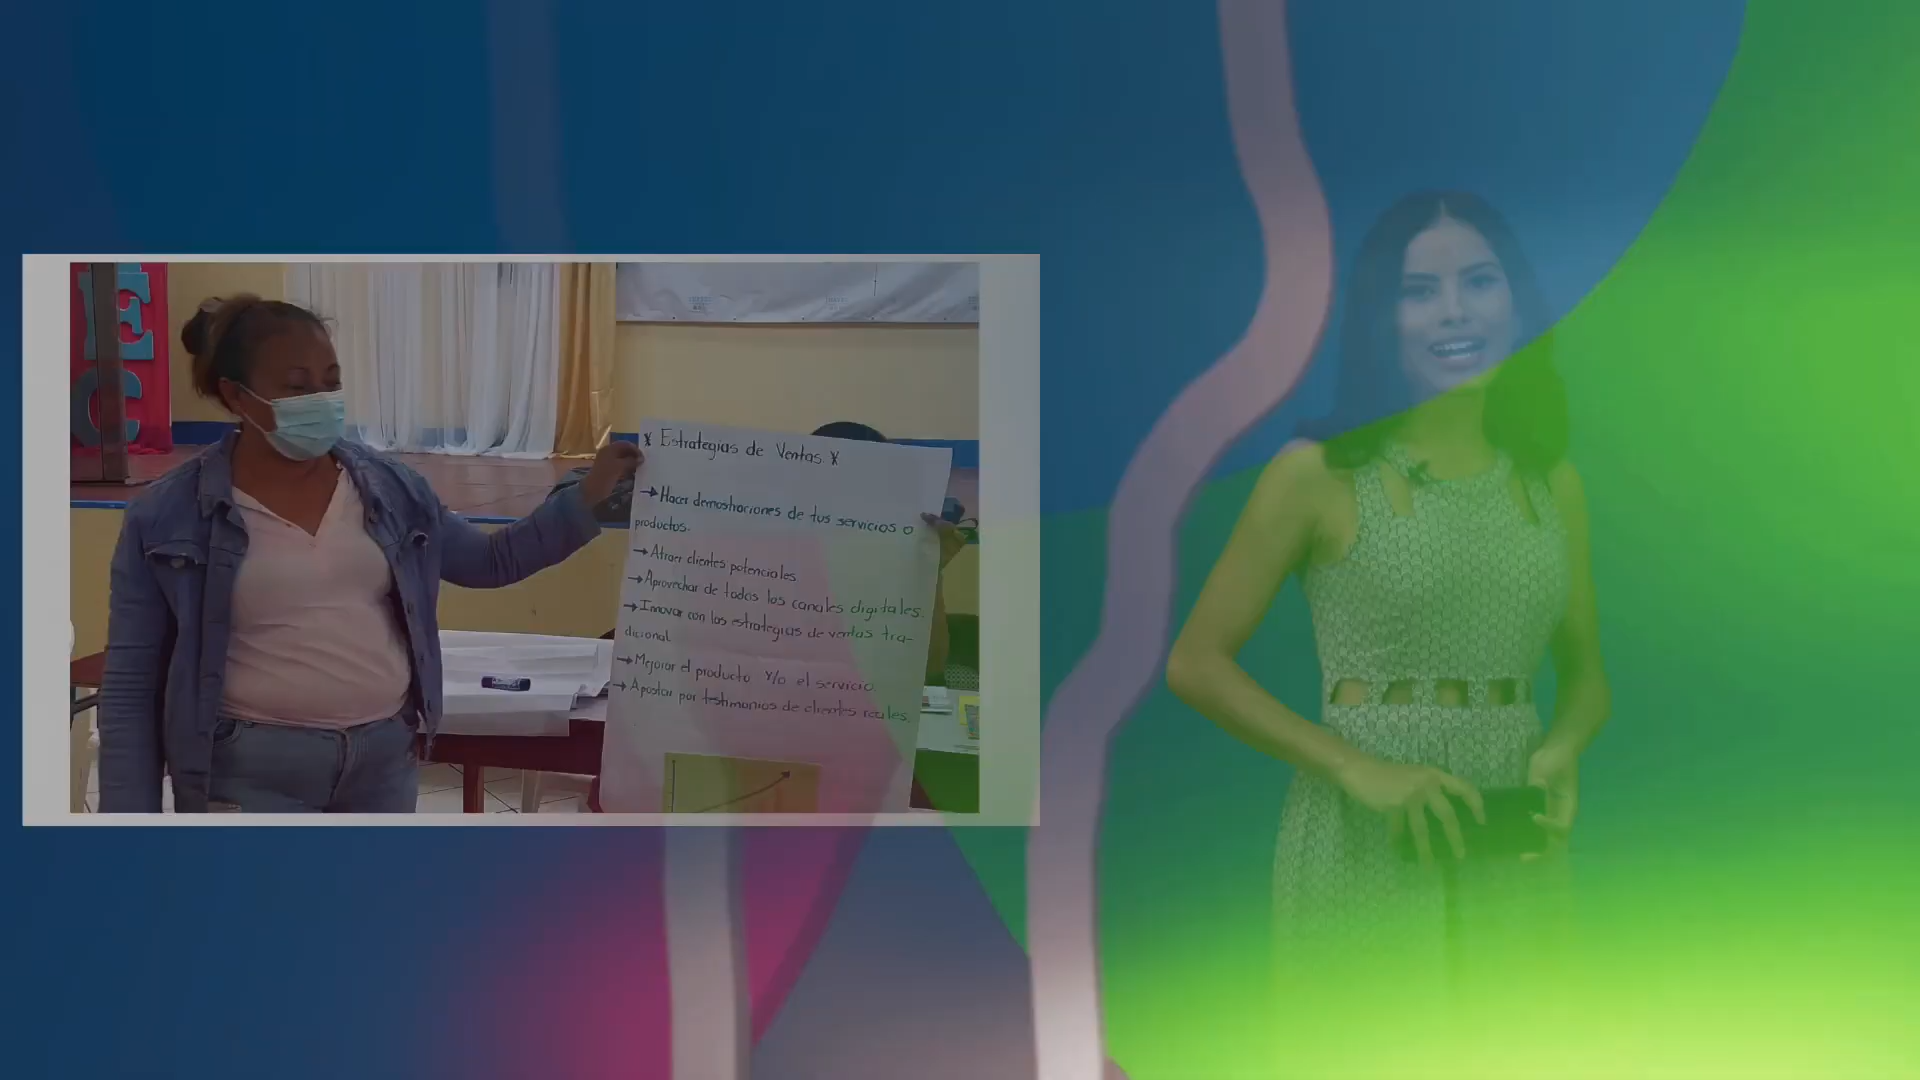 E
C
x Estrategias de Ventas. x
→ Hacer demostraciones de tus servicios o
productos.
→ Atraer clientes potenciales
→ Aprovechar de todos los canales digitales.
→ Innovar con las estrategias de ventas tra-
dicional
→ Mejorar el producto y/o el servicio.
→ Apostar por testimonios de clientes reales.